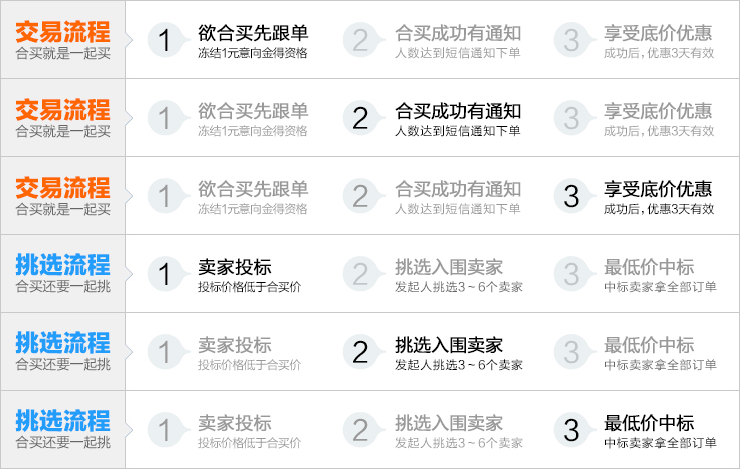 交易流程
合买就是一起买
1
欲合买先跟单
冻结1元意向金得资格
2
合买成功有通知
人数达到短信通知下单
3
享受底价优惠
成功后，优惠3天有效
交易流程
合买就是一起买
1
欲合买先跟单
冻结1元意向金得资格
2
合买成功有通知
人数达到短信通知下单
3
享受底价优惠
成功后，优惠3天有效
交易流程
合买就是一起买
1
欲合买先跟单
冻结1元意向金得资格
2
合买成功有通知
人数达到短信通知下单
3
享受底价优惠
成功后，优惠3天有效
挑选流程
合买还要一起挑
1
卖家投标
投标价格低于合买价
2
挑选入围卖家
发起人挑选3～6个卖家
3
最低价中标
中标卖家拿全部订单
挑选流程
合买还要一起挑
1
卖家投标
投标价格低于合买价
2
挑选入围卖家
发起人挑选3～6个卖家
3
最低价中标
中标卖家拿全部订单
挑选流程
合买还要一起挑
1
卖家投标
投标价格低于合买价
2
挑选入围卖家
发起人挑选3～6个卖家
3
最低价中标
中标卖家拿全部订单